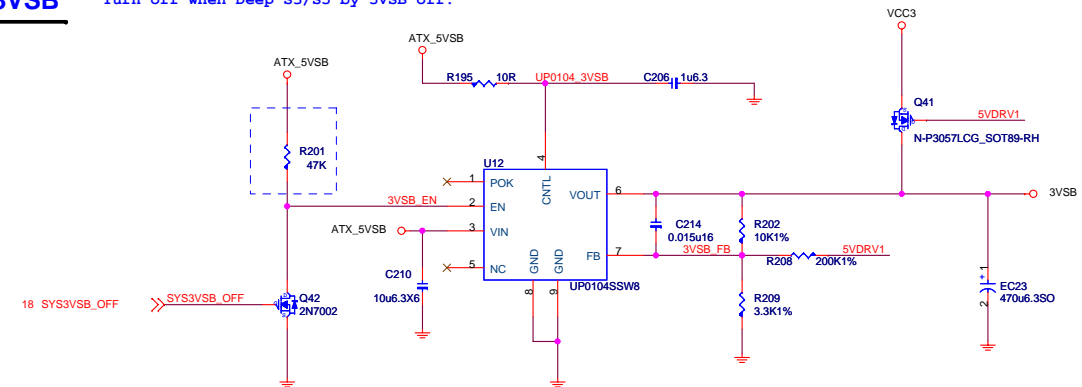 Turn off when Deep S3/S5 by 5VSB off.
VCC3
ATX_5VSB
ATX_5VSB
R195 10R UP0104_3VSB C206 1u6.3
Q41
5VDRV1
N-P3057LCG_SOT89-RH
R201
47K
U12
4
1 POK
CNTL
VOUT 6
3VSB
3VSB_EN 2 EN
ATX_5VSB 3 VIN
C214
0.015u16
R202
10K1%
3VSB_FB
5VDRV1
FB 7
R208 200K1%
5 NC
GND
GND
C210
10u6.3X6
8
9
UP0104SSW8
1
+
EC23
470u6.3SO
2
Q42
2N7002
18 SYS3VSB_OFF SYS3VSB_OFF
R209
3.3K1%